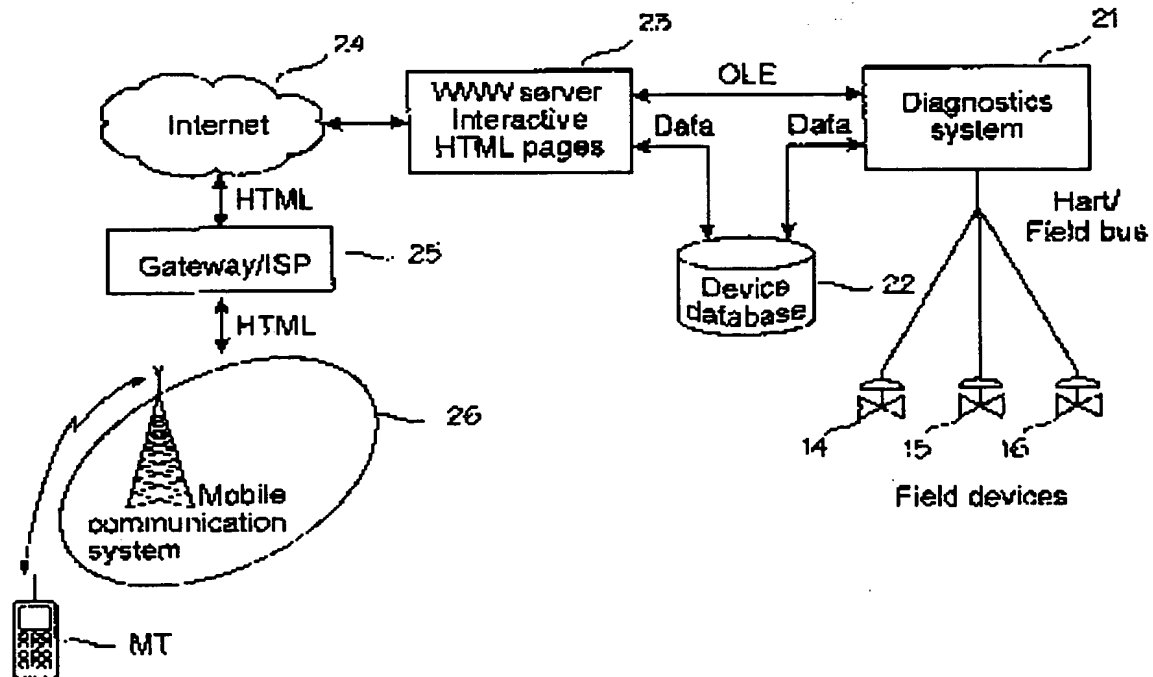 24
23
21
Internet
WWW server
Interactive
HTML pages
OLE
Data
Data
Diagnostics
system
HTML
Gateway/ISP
25
Hart/
Field bus
Device
database
22
HTML
26
Mobile
communication
system
14
15
16
Field devices
MT